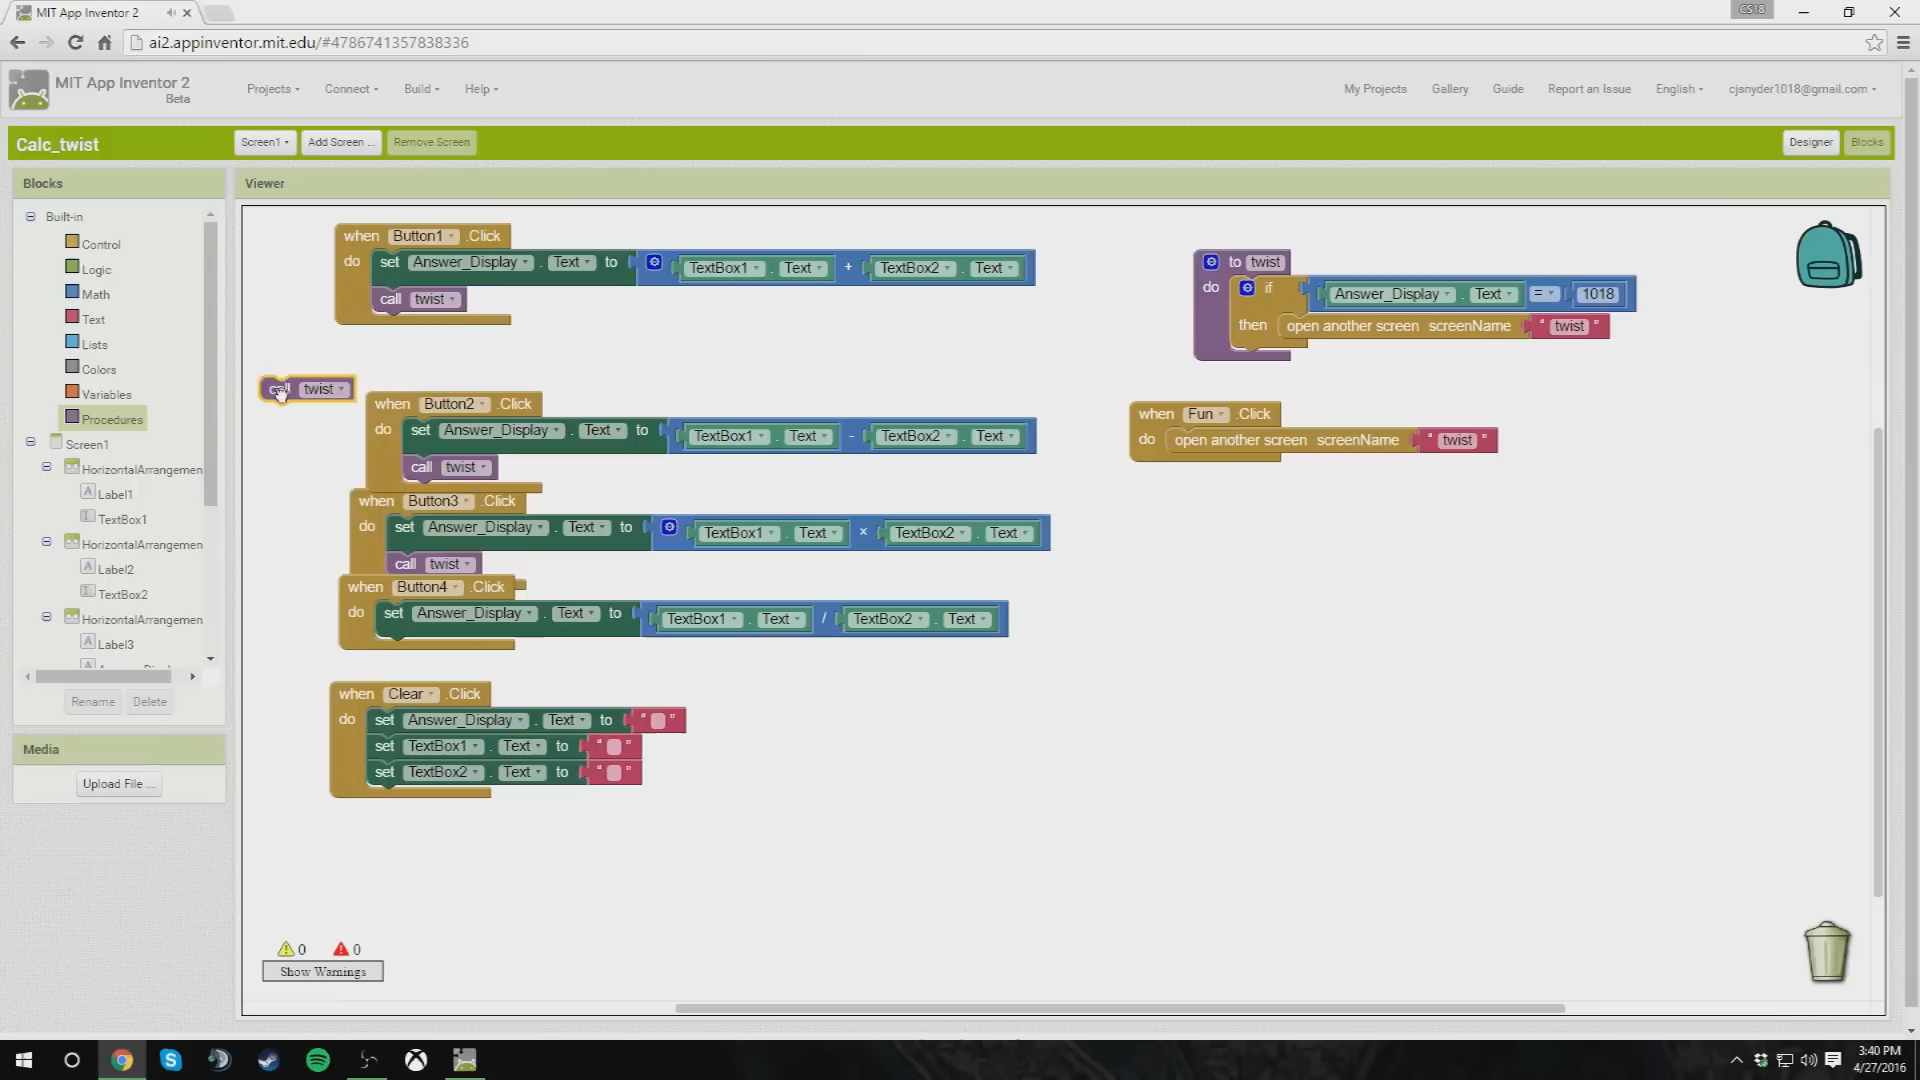 MIT App Inventor 2
CS18
ai2.appinventor.mit.edu/#4786741357838336
MIT App Inventor 2
Beta
Projects Connect Build Help
My Projects Gallery Guide Report an Issue English cjsnyder1018@gmail.com
Calc_twist
Screen1 Add Screen ... Remove Screen
Designer Blocks
Blocks
Viewer
Built-in
Control
Logic
Math
Text
Lists
Colors
Variables
Procedures
Screen1
HorizontalArrangemen
Label1
TextBox1
HorizontalArrangemen
Label2
TextBox2
HorizontalArrangemen
Label3
Rename Delete
Media
Upload File ...
when Button1 .Click
do set Answer_Display . Text to TextBox1 . Text + TextBox2 . Text
call twist
call twist
when Button2 .Click
do set Answer_Display . Text to TextBox1 . Text - TextBox2 . Text
call twist
when Button3 .Click
do set Answer_Display . Text to TextBox1 . Text × TextBox2 . Text
call twist
when Button4 .Click
do set Answer_Display . Text to TextBox1 . Text / TextBox2 . Text
when Clear .Click
do set Answer_Display . Text to " "
set TextBox1 . Text to " "
set TextBox2 . Text to " "
to twist
do if Answer_Display . Text = 1018
then open another screen screenName " twist "
when Fun .Click
do open another screen screenName " twist "
0 0
Show Warnings
3:40 PM
4/27/2016